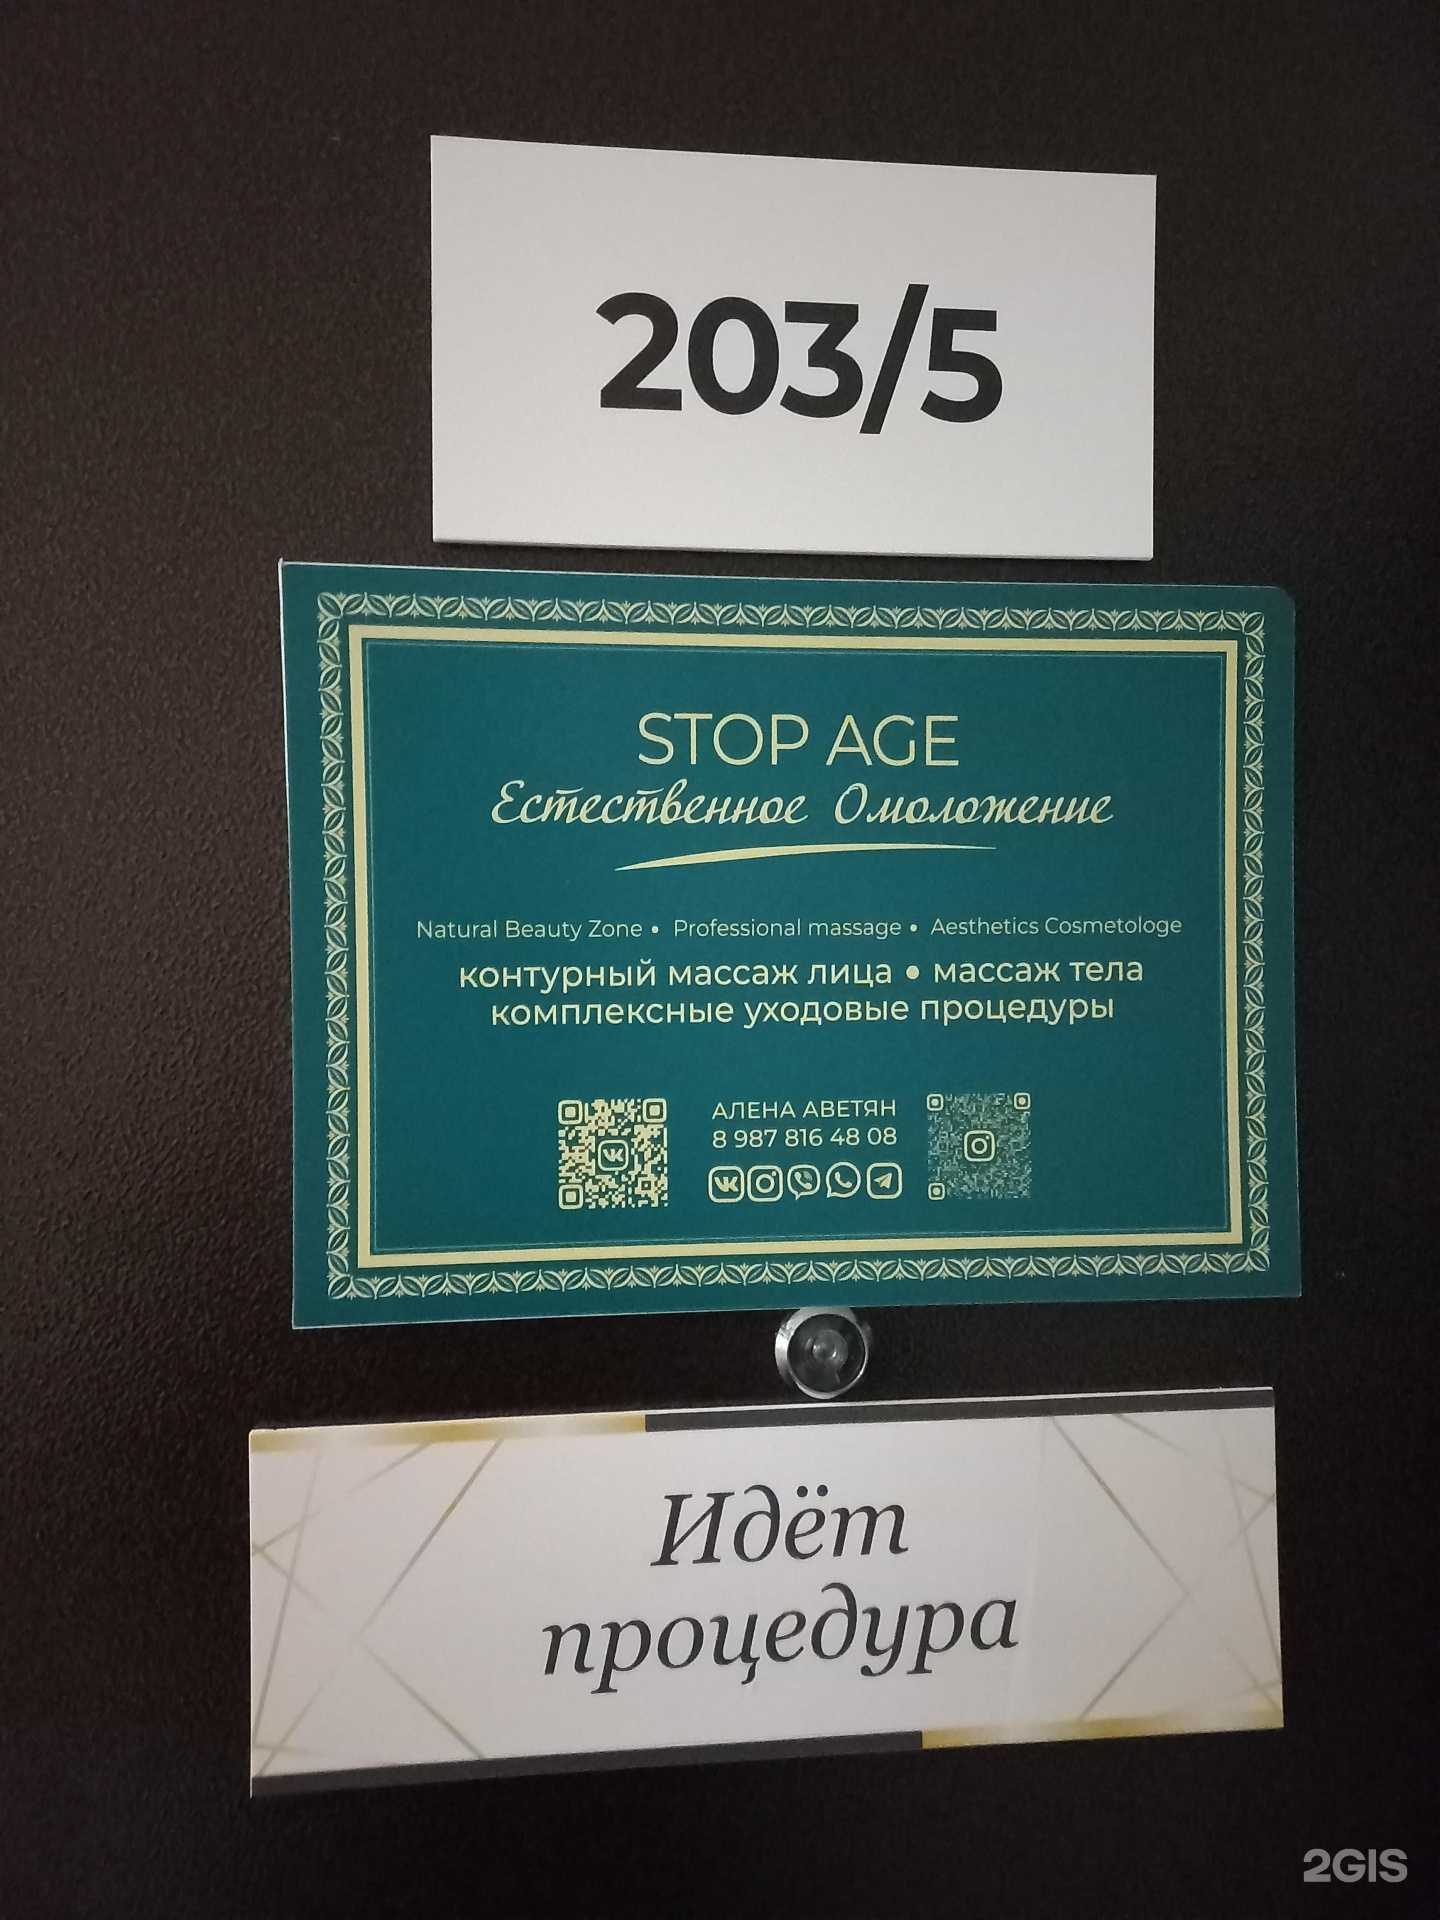 203/5
STOP AGE
Естественное Омоложение
Natural Beauty Zone • Professional massage • Aesthetics Cosmetologe
контурный массаж лица • массаж тела
комплексные уходовые процедуры
АЛЕНА АВЕТЯН
8 987 816 48 08
Идёт
процедура
2GIS